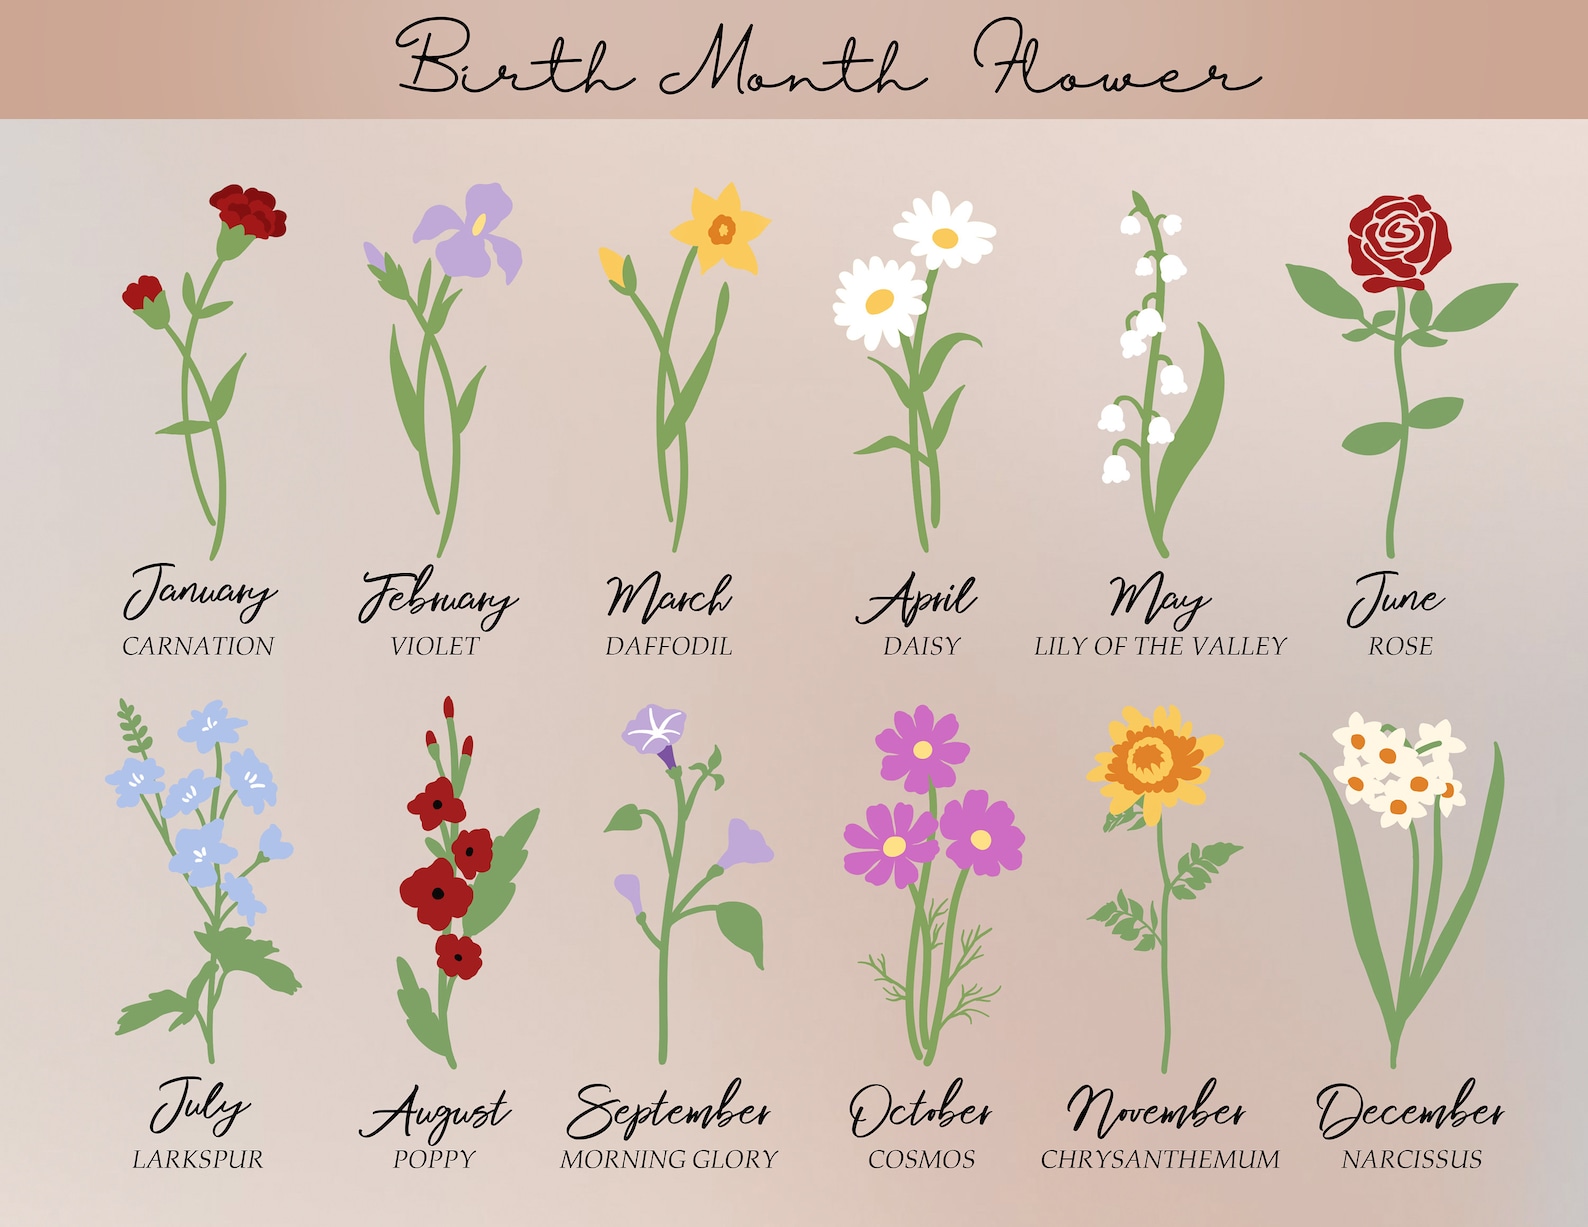 Birth Month Flower
January February March April May June
CARNATION VIOLET DAFFODIL DAISY LILY OF THE VALLEY ROSE
July August September October November December
LARKSPUR POPPY MORNING GLORY COSMOS CHRYSANTHEMUM NARCISSUS